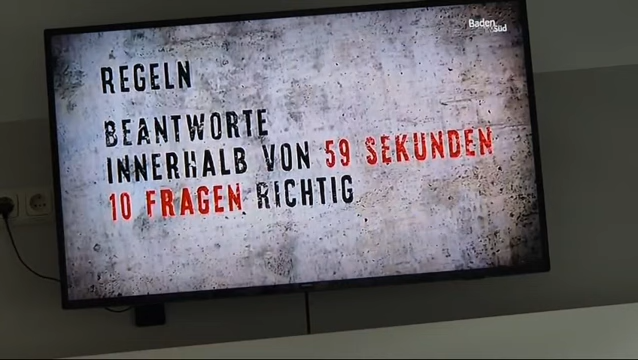 Baden
Süd
REGELN
BEANTWORTE
INNERHALB VON 59 SEKUNDEN
10 FRAGEN RICHTIG